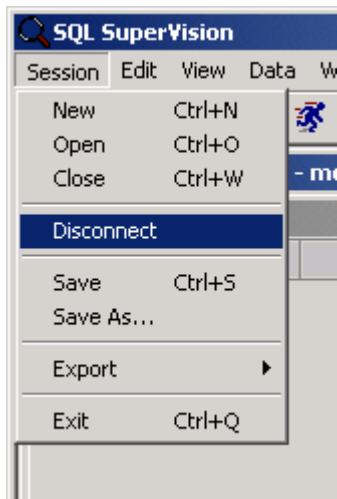 SQL SuperVision
Session Edit View Data
New Ctrl+N
Open Ctrl+O
Close Ctrl+W
Disconnect
Save Ctrl+S
Save As...
Export
Exit Ctrl+Q